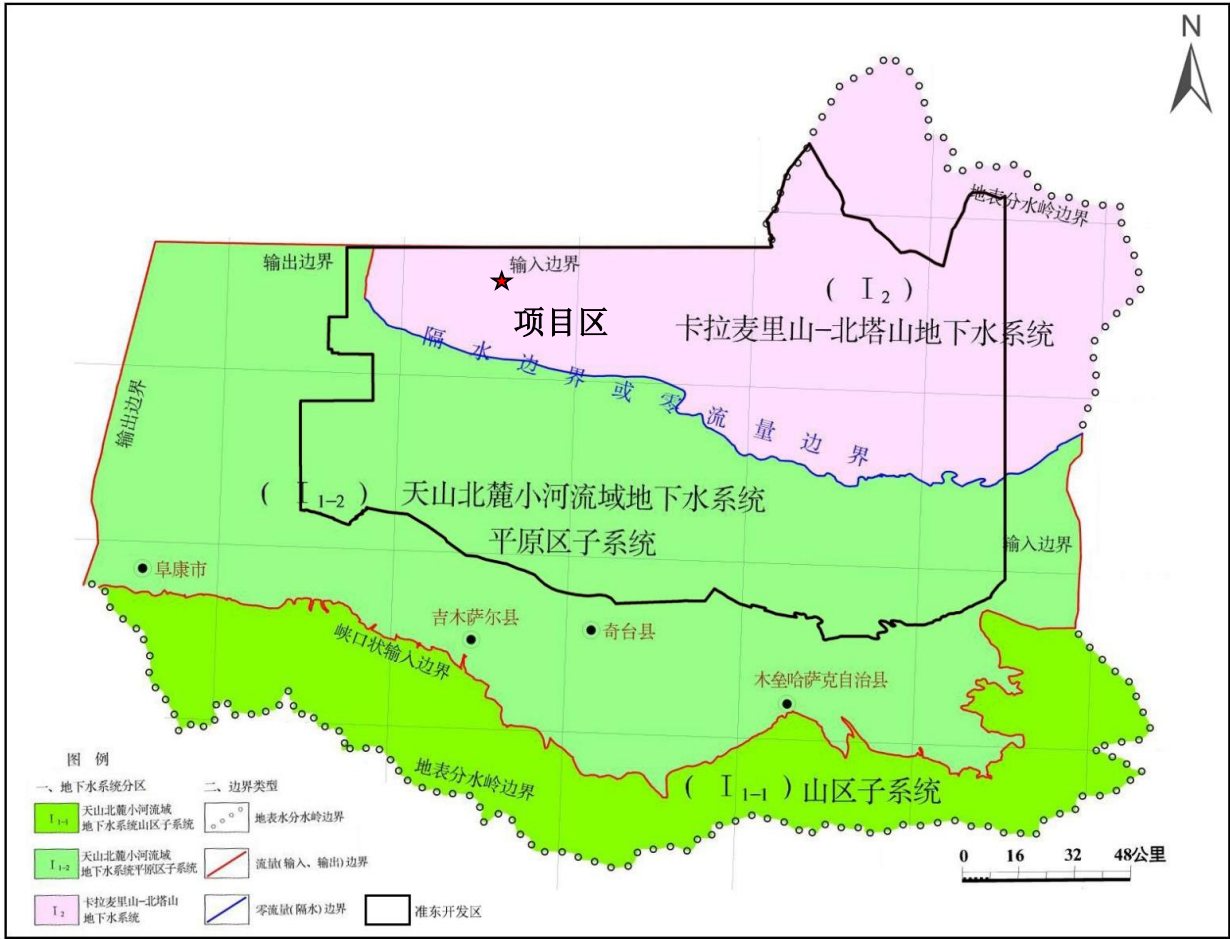 N
地表分水岭边界
输出边界
输入边界
( I₂ )
项目区
卡拉麦里山-北塔山地下水系统
隔水边界或零流量边界
输出边界
( I₁₋₂ ) 天山北麓小河流域地下水系统
平原区子系统
输入边界
阜康市
吉木萨尔县
奇台县
峡口状输入边界
木垒哈萨克自治县
地表分水岭边界
( I₁₋₁ ) 山区子系统
图 例
一、地下水系统分区
I₁₋₁ 天山北麓小河流域
地下水系统山区子系统
I₁₋₂ 天山北麓小河流域
地下水系统平原区子系统
I₂ 卡拉麦里山-北塔山
地下水系统
二、边界类型
地表水分水岭边界
流量(输入、输出)边界
零流量(隔水)边界
准东开发区
0 16 32 48公里